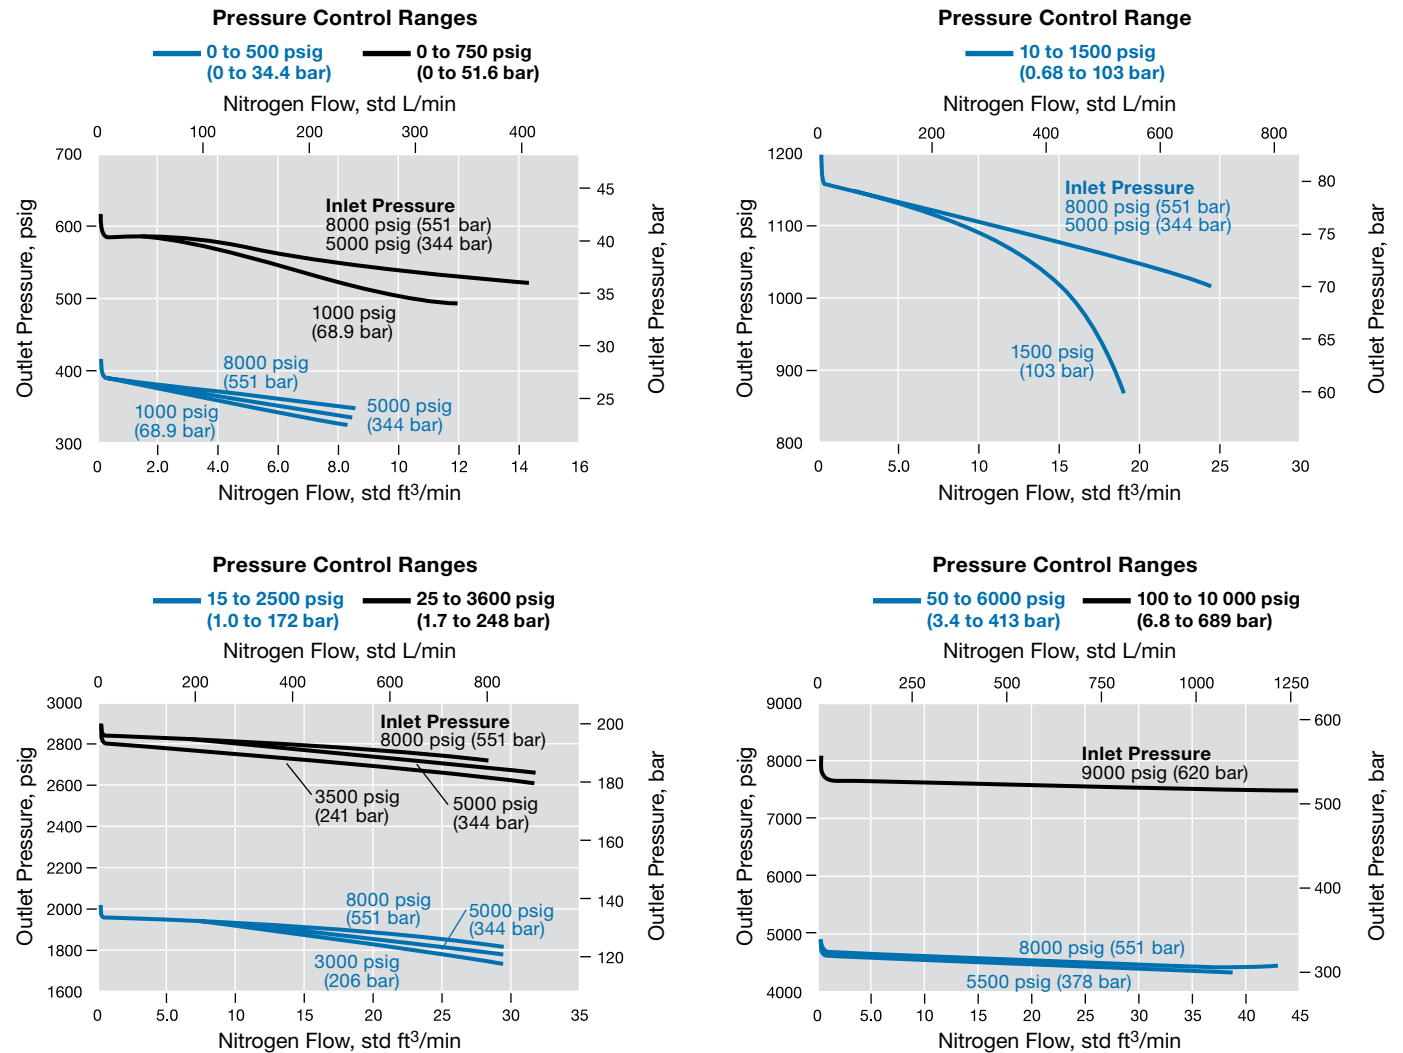 Pressure Control Ranges
0 to 500 psig
(0 to 34.4 bar)
0 to 750 psig
(0 to 51.6 bar)
Nitrogen Flow, std L/min
0 100 200 300 400
Outlet Pressure, psig
700
600
500
400
300
Inlet Pressure
8000 psig (551 bar)
5000 psig (344 bar)
1000 psig
(68.9 bar)
8000 psig
(551 bar)
1000 psig
(68.9 bar)
5000 psig
(344 bar)
45
40
35
30
25
Outlet Pressure, bar
0 2.0 4.0 6.0 8.0 10 12 14 16
Nitrogen Flow, std ft³/min
Pressure Control Range
10 to 1500 psig
(0.68 to 103 bar)
Nitrogen Flow, std L/min
0 200 400 600 800
Outlet Pressure, psig
1200
1100
1000
900
800
Inlet Pressure
8000 psig (551 bar)
5000 psig (344 bar)
1500 psig
(103 bar)
80
75
70
65
60
Outlet Pressure, bar
0 5.0 10 15 20 25 30
Nitrogen Flow, std ft³/min
Pressure Control Ranges
15 to 2500 psig
(1.0 to 172 bar)
25 to 3600 psig
(1.7 to 248 bar)
Nitrogen Flow, std L/min
0 200 400 600 800
Outlet Pressure, psig
3000
2800
2600
2400
2200
2000
1800
1600
Inlet Pressure
8000 psig (551 bar)
3500 psig
(241 bar)
5000 psig
(344 bar)
8000 psig
(551 bar)
5000 psig
(344 bar)
3000 psig
(206 bar)
200
180
160
140
120
Outlet Pressure, bar
0 5.0 10 15 20 25 30 35
Nitrogen Flow, std ft³/min
Pressure Control Ranges
50 to 6000 psig
(3.4 to 413 bar)
100 to 10 000 psig
(6.8 to 689 bar)
Nitrogen Flow, std L/min
0 250 500 750 1000 1250
Outlet Pressure, psig
9000
8000
7000
6000
5000
4000
Inlet Pressure
9000 psig (620 bar)
8000 psig (551 bar)
5500 psig (378 bar)
600
500
400
300
Outlet Pressure, bar
0 5.0 10 15 20 25 30 35 40 45
Nitrogen Flow, std ft³/min